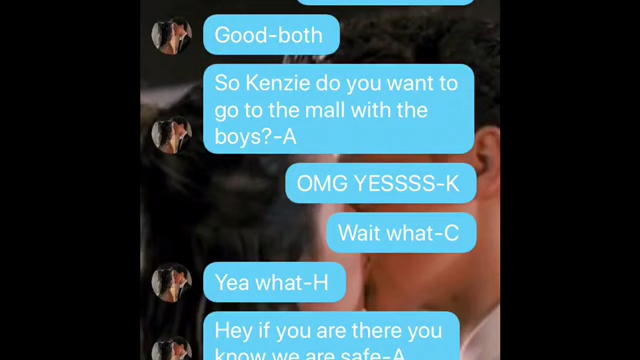 Good-both
So Kenzie do you want to
go to the mall with the
boys?-A
OMG YESSSS-K
Wait what-C
Yea what-H
Hey if you are there you
know we are safe-A